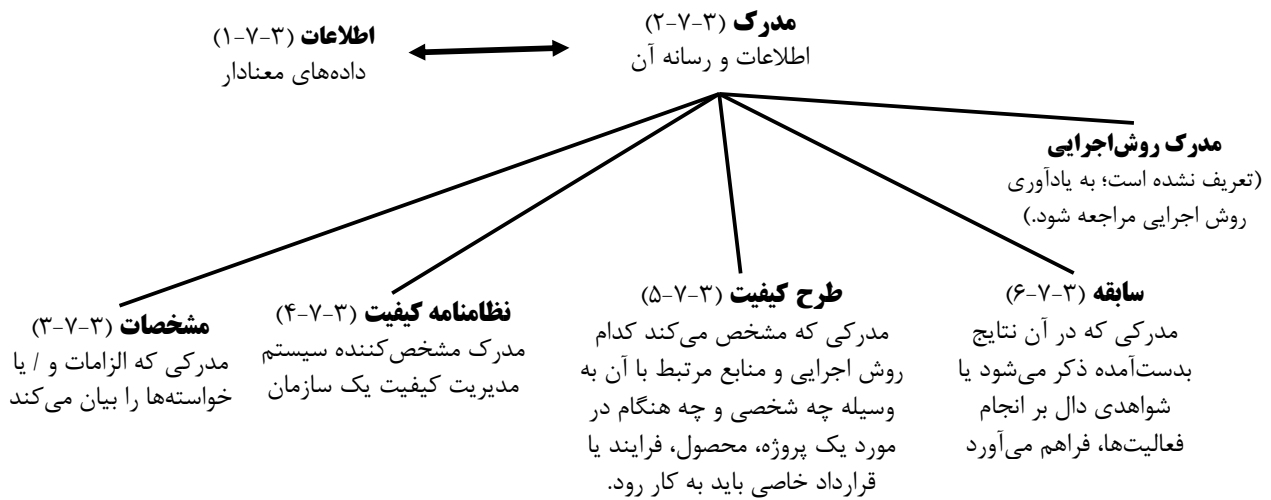 مدرک (۳-۷-۲)
اطلاعات و رسانه آن
اطلاعات (۳-۷-۱)
داده‌های معنادار
مدرک روش‌اجرایی
(تعریف نشده است؛ به یادآوری
روش اجرایی مراجعه شود.)
سابقه (۳-۷-۶)
مدرکی که در آن نتایج
بدست‌آمده ذکر می‌شود یا
شواهدی دال بر انجام
فعالیت‌ها، فراهم می‌آورد
طرح کیفیت (۳-۷-۵)
مدرکی که مشخص می‌کند کدام
روش اجرایی و منابع مرتبط با آن به
وسیله چه شخصی و چه هنگام در
مورد یک پروژه، محصول، فرایند یا
قرارداد خاصی باید به کار رود.
نظامنامه کیفیت (۳-۷-۴)
مدرک مشخص‌کننده سیستم
مدیریت کیفیت یک سازمان
مشخصات (۳-۷-۳)
مدرکی که الزامات و / یا
خواسته‌ها را بیان می‌کند